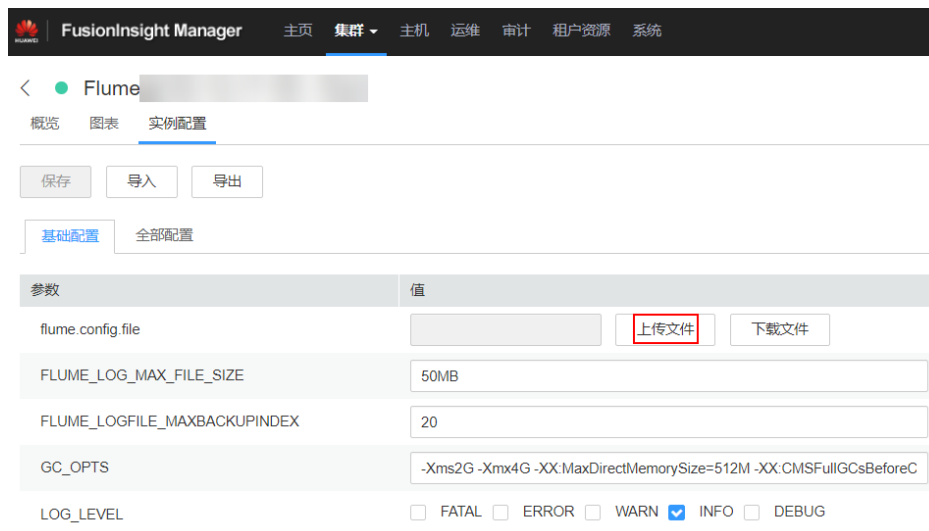 HUAWEI FusionInsight Manager 主页 集群 主机 运维 审计 租户资源 系统
Flume
概览 图表 实例配置
保存 导入 导出
基础配置 全部配置
参数 值
flume.config.file 上传文件 下载文件
FLUME_LOG_MAX_FILE_SIZE 50MB
FLUME_LOGFILE_MAXBACKUPINDEX 20
GC_OPTS -Xms2G -Xmx4G -XX:MaxDirectMemorySize=512M -XX:CMSFullGCsBeforeC
LOG_LEVEL FATAL ERROR WARN INFO DEBUG